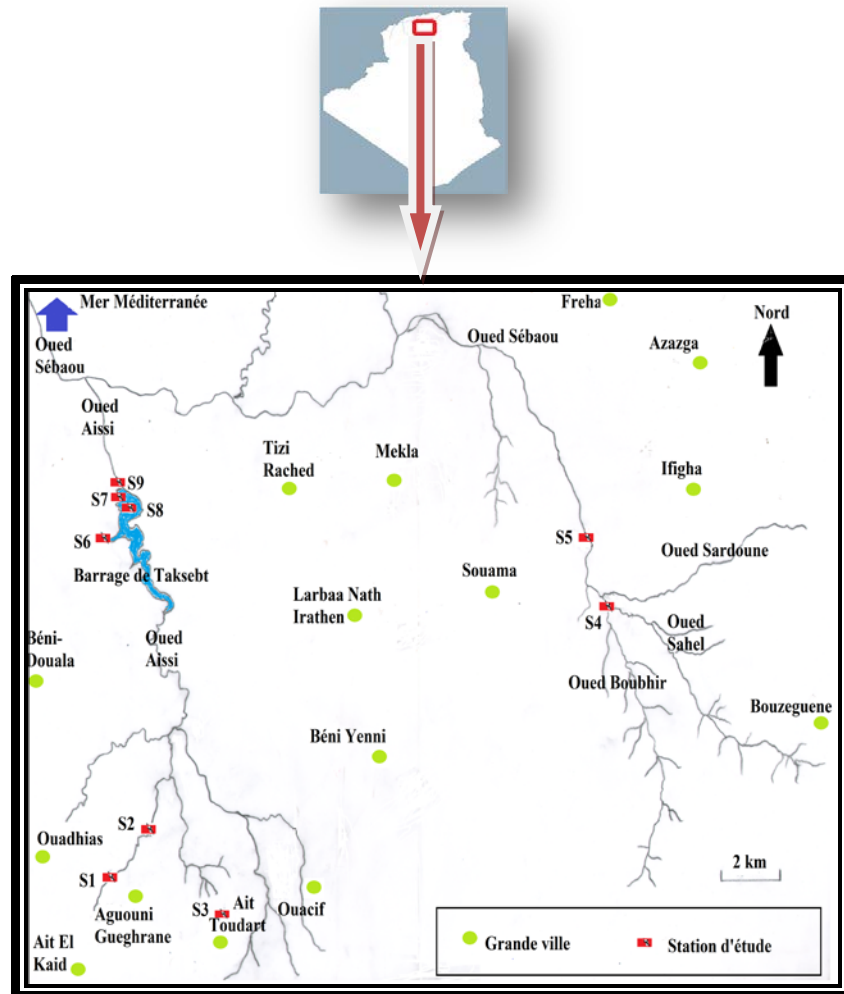 Mer Méditerranée
Freha
Nord
Oued
Sébaou
Oued Sébaou
Azazga
Oued
Aissi
Tizi
Rached
Mekla
Ifigha
S9
S7
S8
S6
S5
Oued Sardoune
Barrage de Taksebt
Souama
Larbaa Nath
Irathen
S4
Oued
Sahel
Béni-
Douala
Oued
Aissi
Oued Boubhir
Bouzeguene
Béni Yenni
S2
Ouadhias
S1
2 km
Aguouni
Gueghrane
S3
Ait
Toudart
Ouacif
Ait El
Kaid
Grande ville
Station d'étude